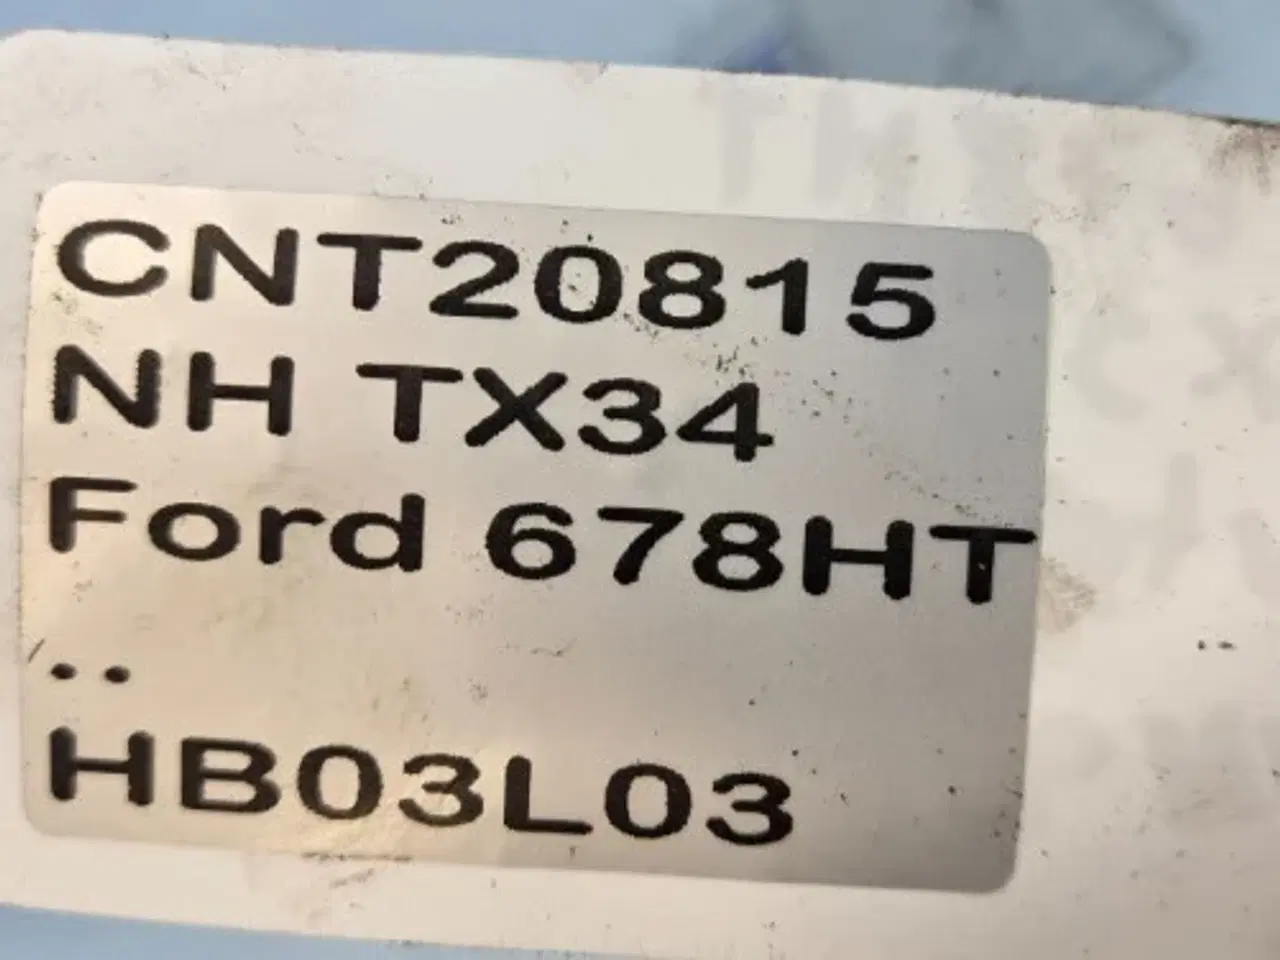 CNT20815
NH TX34
Ford 678HT
..
HB03L03